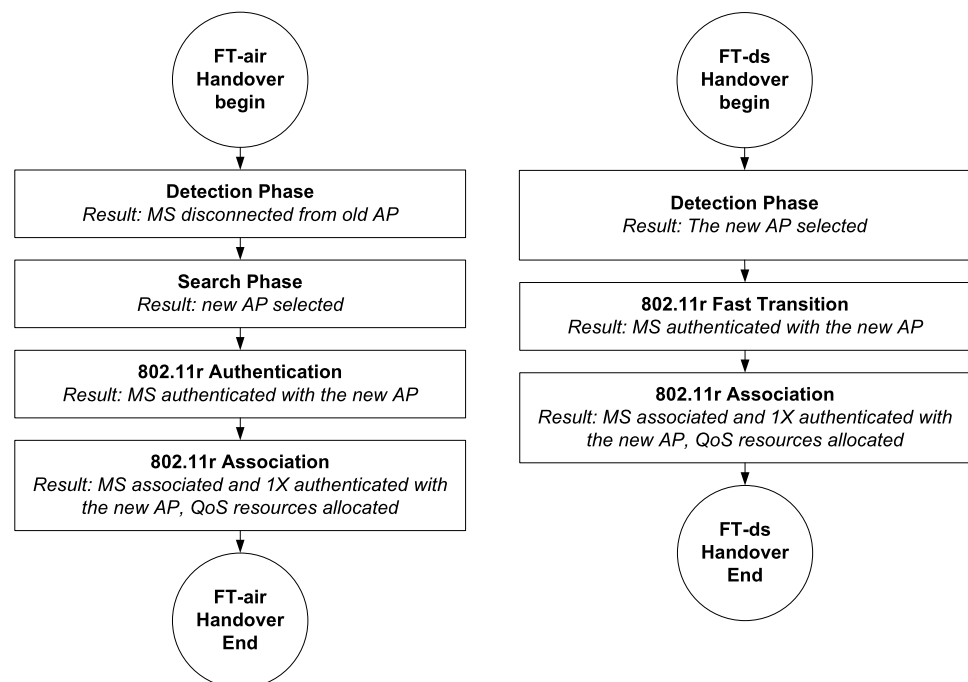 FT-air
Handover
begin
Detection Phase
Result: MS disconnected from old AP
Search Phase
Result: new AP selected
802.11r Authentication
Result: MS authenticated with the new AP
802.11r Association
Result: MS associated and 1X authenticated with
the new AP, QoS resources allocated
FT-air
Handover
End
FT-ds
Handover
begin
Detection Phase
Result: The new AP selected
802.11r Fast Transition
Result: MS authenticated with the new AP
802.11r Association
Result: MS associated and 1X authenticated with
the new AP, QoS resources allocated
FT-ds
Handover
End